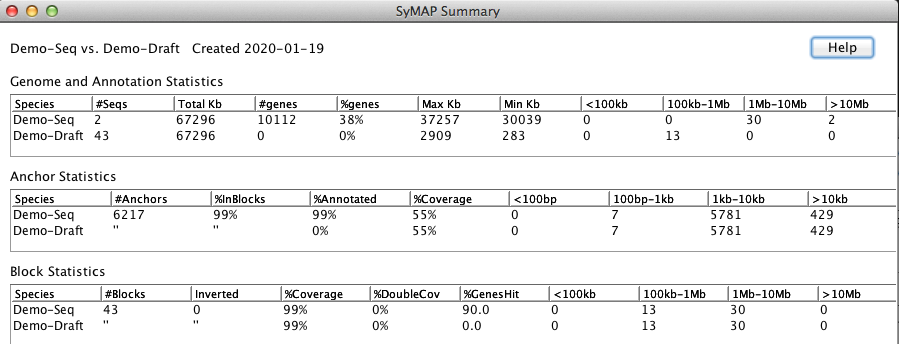 SyMAP Summary
Demo-Seq vs. Demo-Draft Created 2020-01-19
Help
Genome and Annotation Statistics
Species #Seqs Total Kb #genes %genes Max Kb Min Kb <100kb 100kb-1Mb 1Mb-10Mb >10Mb
Demo-Seq 2 67296 10112 38% 37257 30039 0 0 30 2
Demo-Draft 43 67296 0 0% 2909 283 0 13 0 0
Anchor Statistics
Species #Anchors %InBlocks %Annotated %Coverage <100bp 100bp-1kb 1kb-10kb >10kb
Demo-Seq 6217 99% 99% 55% 0 7 5781 429
Demo-Draft " " 0% 55% 0 7 5781 429
Block Statistics
Species #Blocks Inverted %Coverage %DoubleCov %GenesHit <100kb 100kb-1Mb 1Mb-10Mb >10Mb
Demo-Seq 43 0 99% 0% 90.0 0 13 30 0
Demo-Draft " " 99% 0% 0.0 0 13 30 0